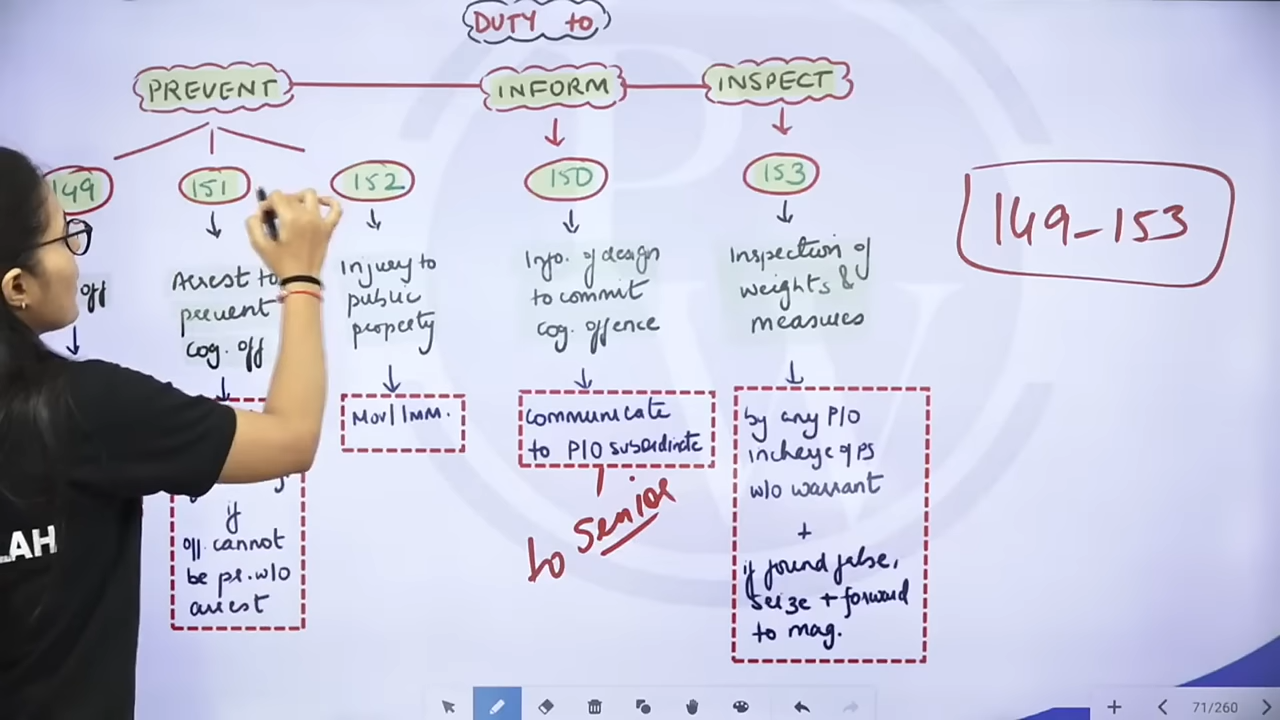 DUTY to
PREVENT
INFORM
INSPECT
149
151
152
150
153
149-153
off
Arrest to
prevent
cog. off
Injury to
public
property
Info. of design
to commit
cog. offence
Inspection of
weights &
measures
if
off. cannot
be pr. w/o
arrest
Mov/Imm.
communicate
to P/O subordinate
to senior
by any P/O
incharge of PS
w/o warrant
+
if found false,
seize + forward
to mag.
LAH
71/260